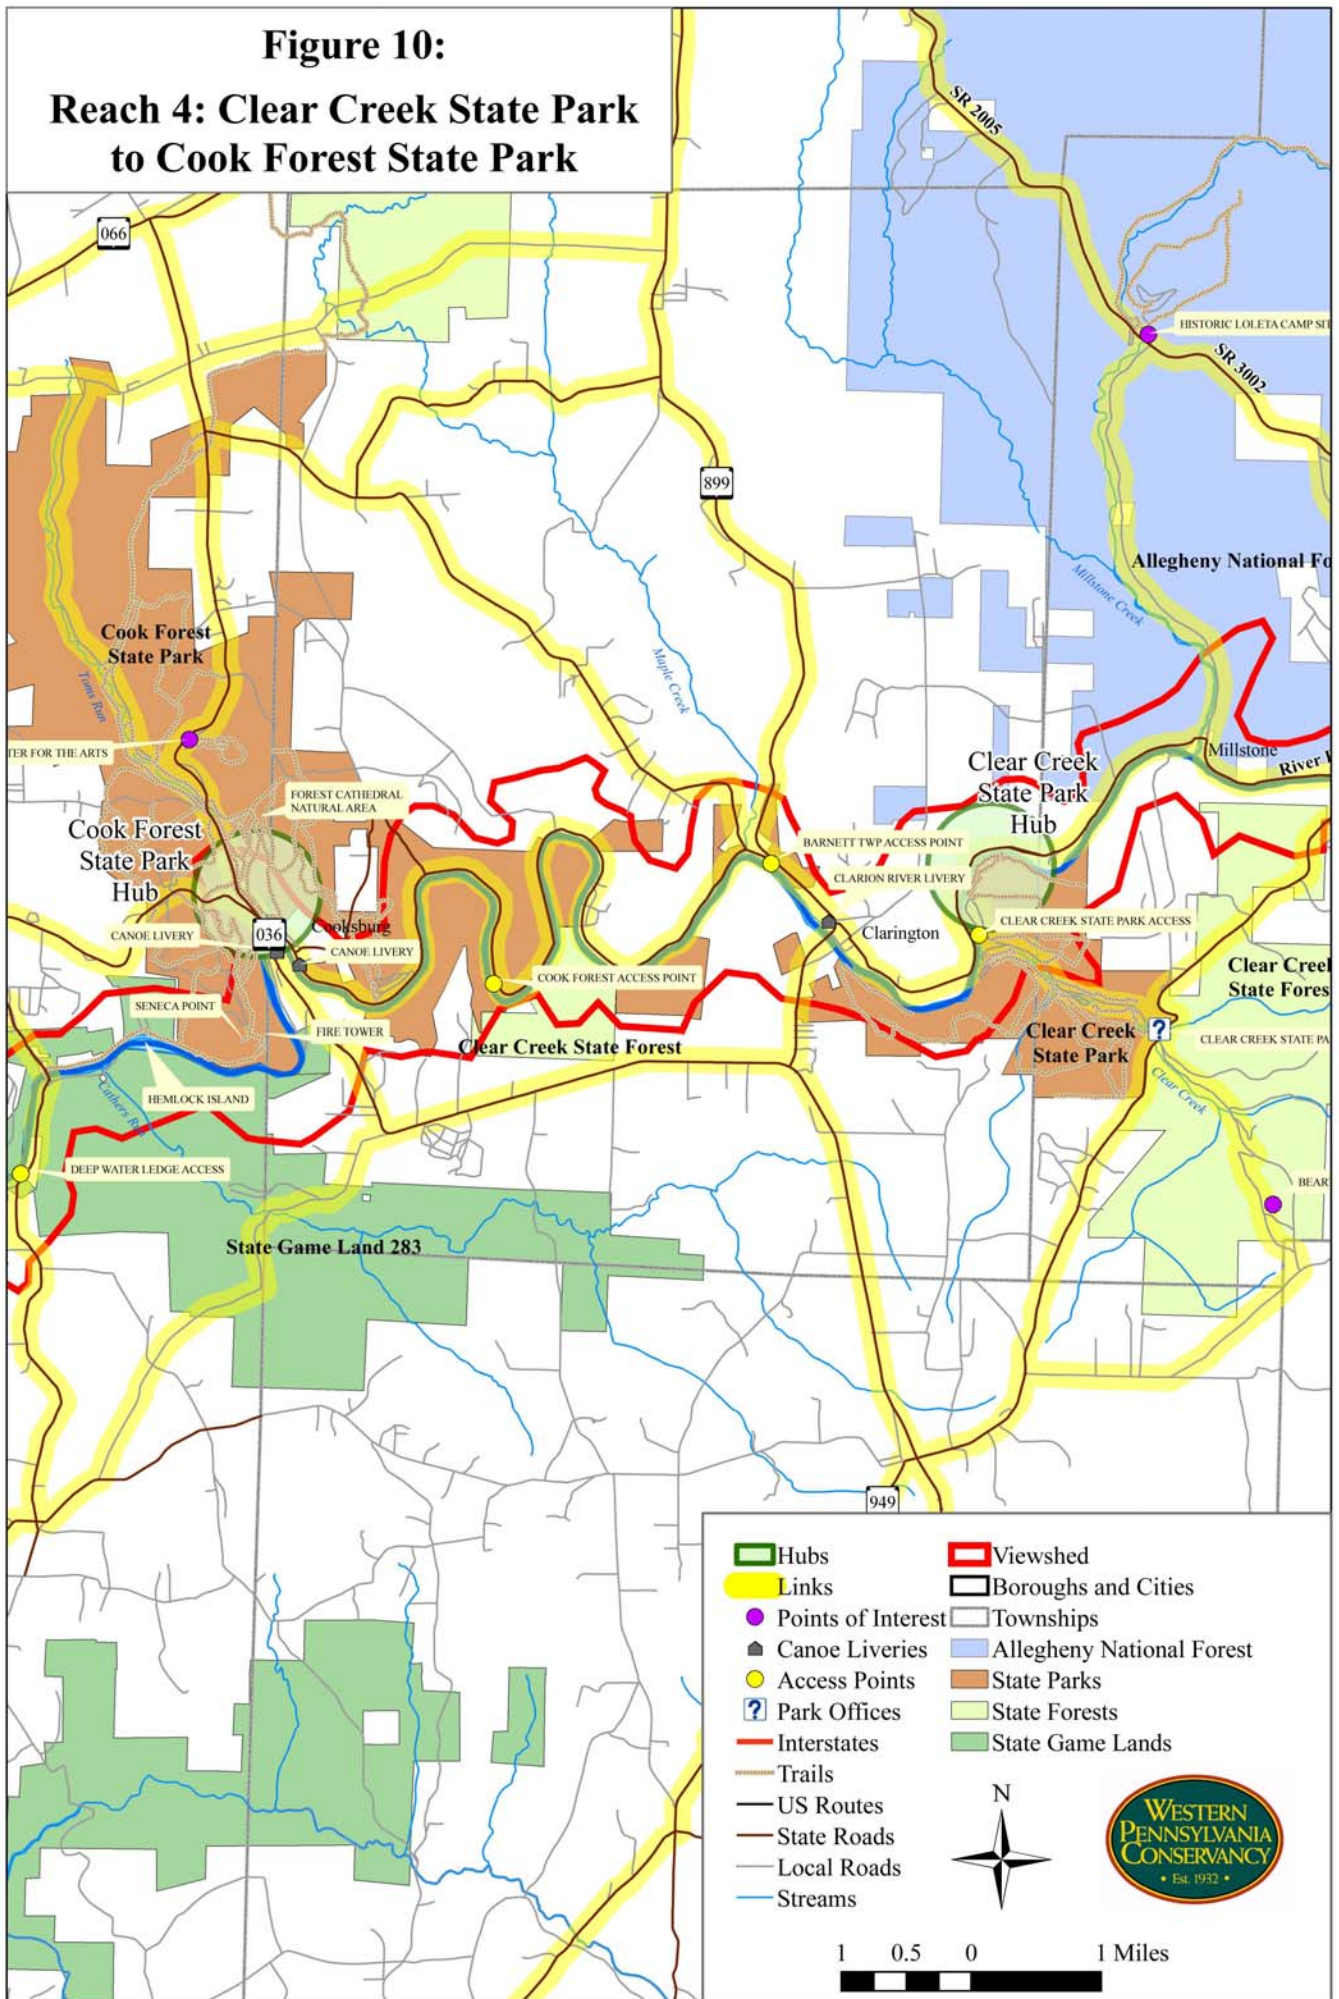 Figure 10:
Reach 4: Clear Creek State Park
to Cook Forest State Park
SR 2005
066
HISTORIC LOLETA CAMP SIT
SR 3002
899
Allegheny National Fo
Millstone Creek
Cook Forest
State Park
Toms Run
Maple Creek
TER FOR THE ARTS
Millstone
River
Clear Creek
State Park
Hub
FOREST CATHEDRAL
NATURAL AREA
Cook Forest
State Park
Hub
BARNETT TWP ACCESS POINT
CLARION RIVER LIVERY
CLEAR CREEK STATE PARK ACCESS
CANOE LIVERY
036
Cooksburg
CANOE LIVERY
Clarington
COOK FOREST ACCESS POINT
Clear Creek
State Fores
SENECA POINT
FIRE TOWER
Clear Creek State Forest
Clear Creek
State Park
?
CLEAR CREEK STATE PA
HEMLOCK ISLAND
Cathers Run
Clear Creek
DEEP WATER LEDGE ACCESS
BEAR
State Game Land 283
949
Hubs
Links
Points of Interest
Canoe Liveries
Access Points
? Park Offices
Interstates
Trails
US Routes
State Roads
Local Roads
Streams
Viewshed
Boroughs and Cities
Townships
Allegheny National Forest
State Parks
State Forests
State Game Lands
N
WESTERN
PENNSYLVANIA
CONSERVANCY
• Est. 1932 •
1 0.5 0 1 Miles